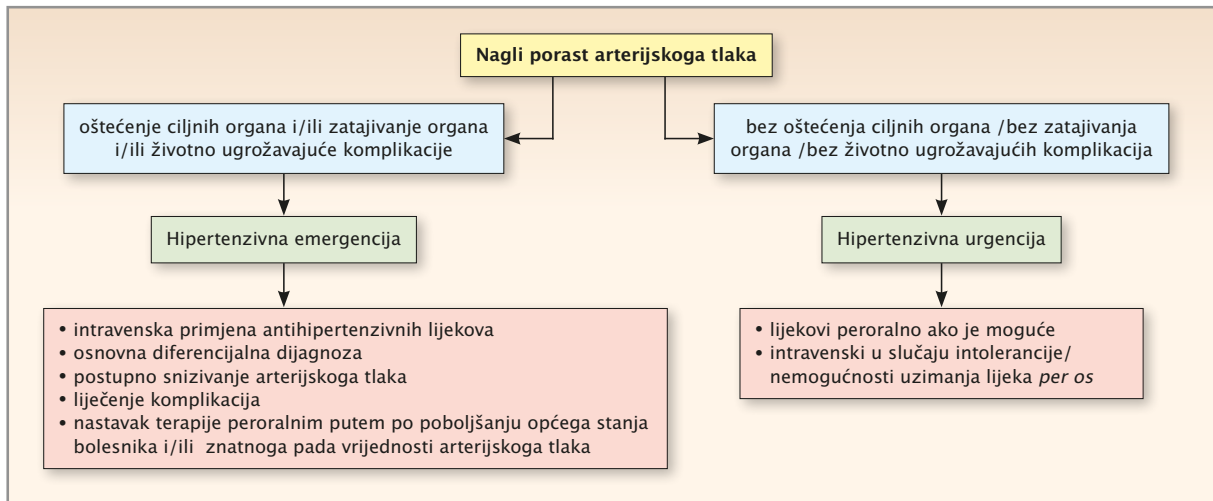 Nagli porast arterijskoga tlaka
oštećenje ciljnih organa i/ili zatajivanje organa
i/ili životno ugrožavajuće komplikacije
bez oštećenja ciljnih organa /bez zatajivanja
organa /bez životno ugrožavajućih komplikacija
Hipertenzivna emergencija
Hipertenzivna urgencija
• intravenska primjena antihipertenzivnih lijekova
• osnovna diferencijalna dijagnoza
• postupno snizivanje arterijskoga tlaka
• liječenje komplikacija
• nastavak terapije peroralnim putem po poboljšanju općega stanja
bolesnika i/ili znatnoga pada vrijednosti arterijskoga tlaka
• lijekovi peroralno ako je moguće
• intravenski u slučaju intolerancije/
nemogućnosti uzimanja lijeka per os